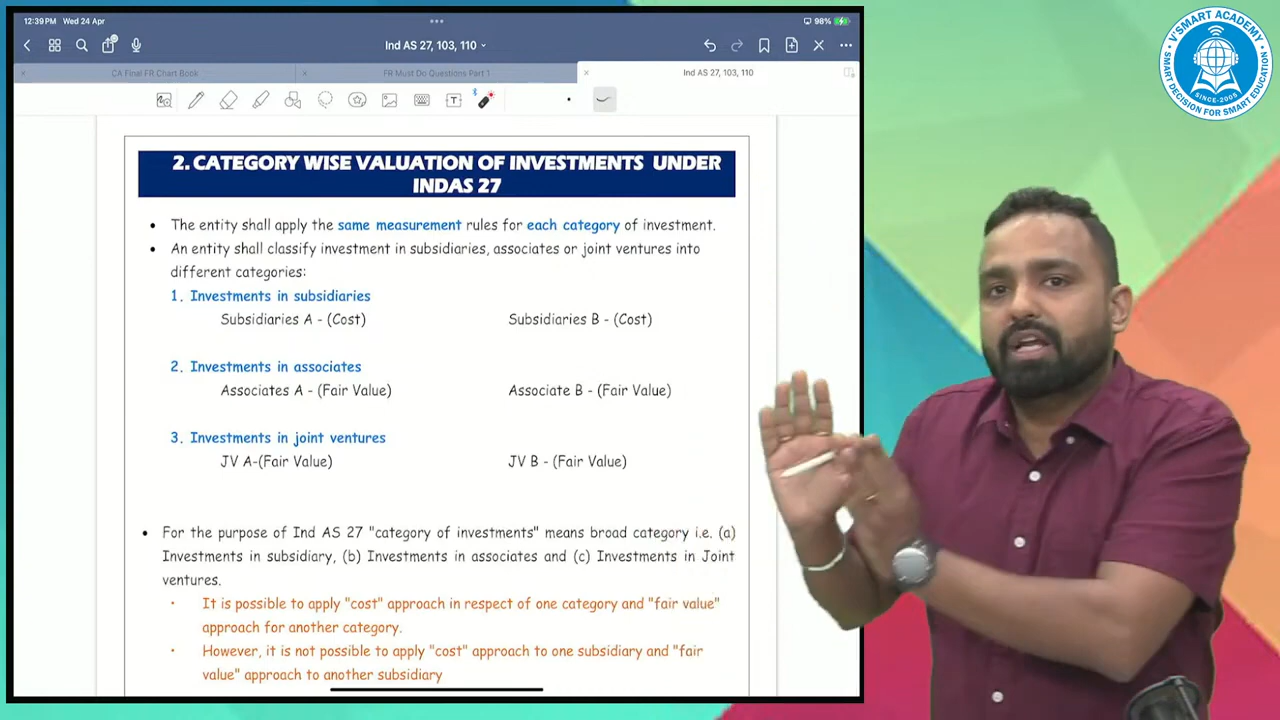 12:39 PM Wed 24 Apr
98%
Ind AS 27, 103, 110
CA Final FR Chart Book
FR Must Do Questions Part 1
Ind AS 27, 103, 110
2. CATEGORY WISE VALUATION OF INVESTMENTS UNDER
INDAS 27
• The entity shall apply the same measurement rules for each category of investment.
• An entity shall classify investment in subsidiaries, associates or joint ventures into
different categories:
1. Investments in subsidiaries
Subsidiaries A - (Cost) Subsidiaries B - (Cost)
2. Investments in associates
Associates A - (Fair Value) Associate B - (Fair Value)
3. Investments in joint ventures
JV A-(Fair Value) JV B - (Fair Value)
• For the purpose of Ind AS 27 "category of investments" means broad category i.e. (a)
Investments in subsidiary, (b) Investments in associates and (c) Investments in Joint
ventures.
• It is possible to apply "cost" approach in respect of one category and "fair value"
approach for another category.
• However, it is not possible to apply "cost" approach to one subsidiary and "fair
value" approach to another subsidiary
V'SMART ACADEMY
SMART DECISION FOR SMART EDUCATION
SINCE-2005